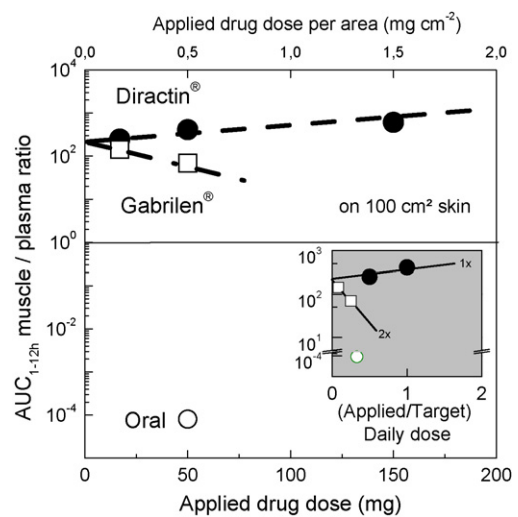 Applied drug dose per area (mg cm⁻²)
0,0 0,5 1,0 1,5 2,0
10⁴
Diractin®
10²
Gabrilen®
on 100 cm² skin
10⁰
10⁻²
10⁻⁴
AUC₁₋₁₂ₕ muscle / plasma ratio
10³
1x
10²
2x
10¹
10⁻⁴
0 1 2
(Applied/Target)
Daily dose
Oral
0 50 100 150 200
Applied drug dose (mg)